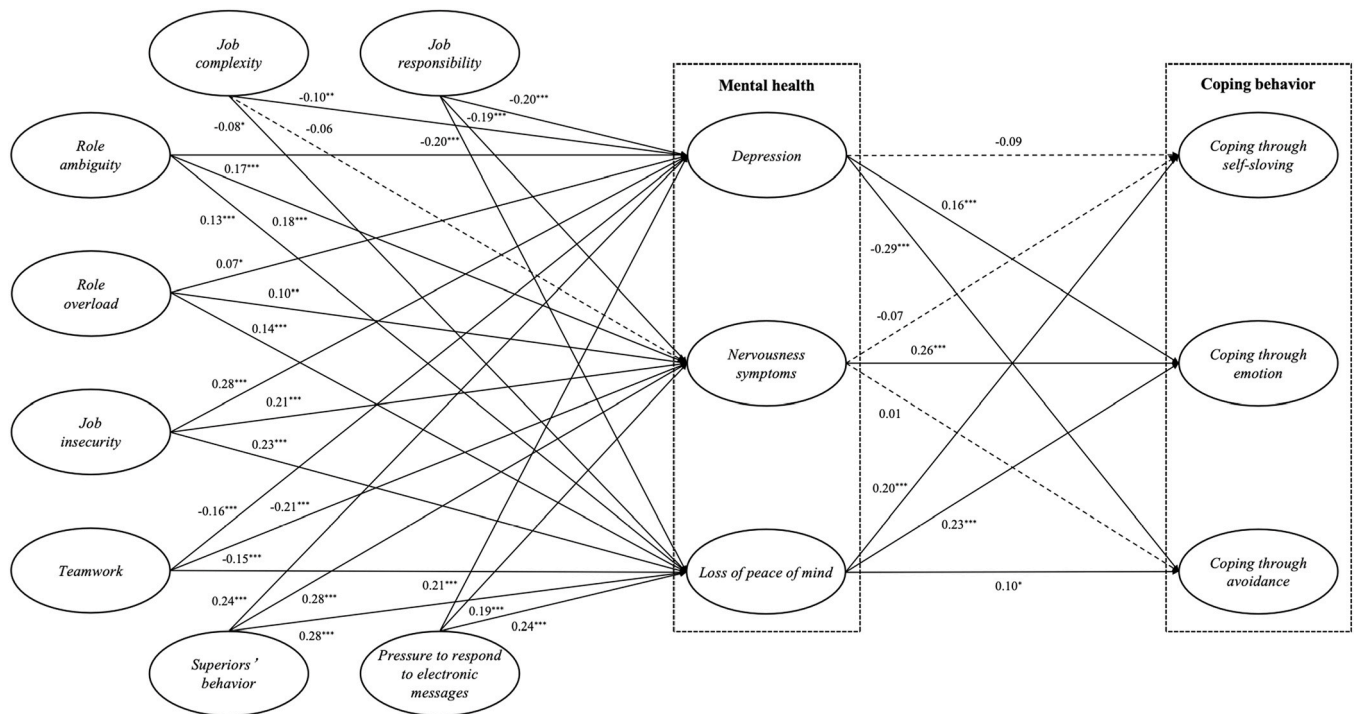 Job
complexity
Job
responsibility
Mental health
Coping behavior
-0.10**
-0.20***
-0.08*
-0.06
-0.19***
Role
ambiguity
-0.20***
Depression
-0.09
Coping through
self-sloving
0.17***
0.13***
0.18***
0.16***
-0.29***
0.07*
Role
overload
0.10**
0.14***
-0.07
Nervousness
symptoms
0.26***
Coping through
emotion
0.28***
0.21***
0.01
Job
insecurity
0.23***
-0.16***
-0.21***
0.20***
0.23***
-0.15***
Teamwork
Loss of peace of mind
0.10*
Coping through
avoidance
0.21***
0.24***
0.28***
0.19***
0.28***
0.24***
Superiors’
behavior
Pressure to respond
to electronic
messages